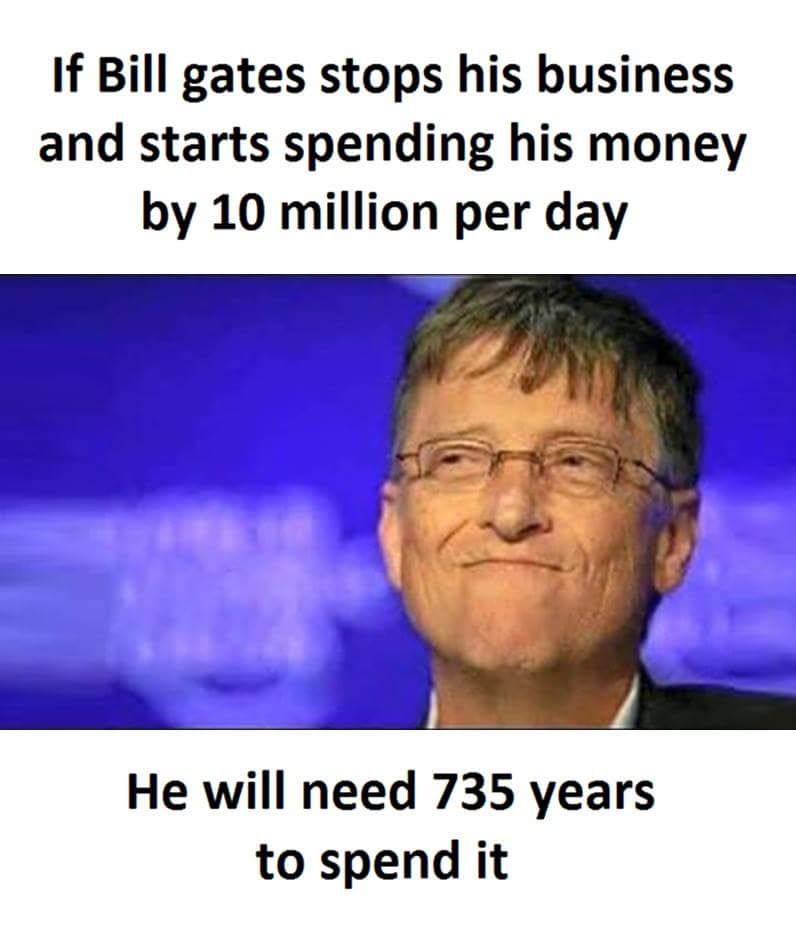 If Bill gates stops his business
and starts spending his money
by 10 million per day
He will need 735 years
to spend it